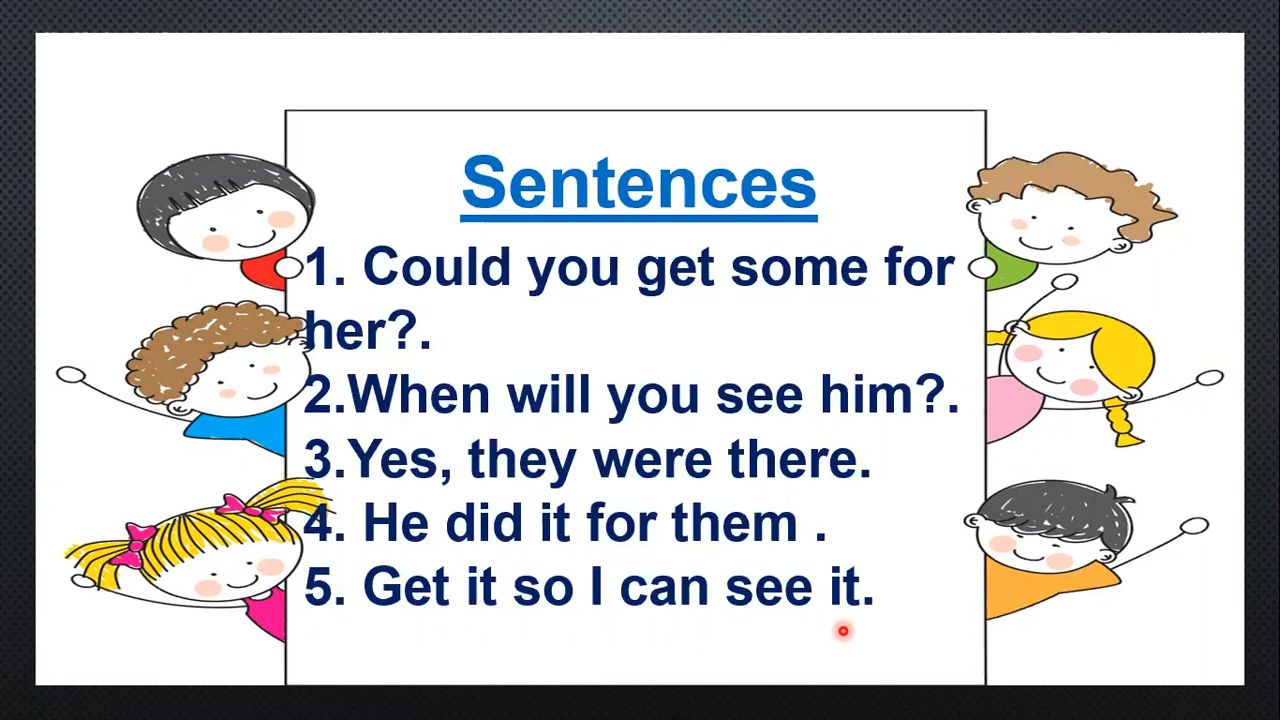 Sentences
1. Could you get some for
her?.
2.When will you see him?.
3.Yes, they were there.
4. He did it for them .
5. Get it so I can see it.